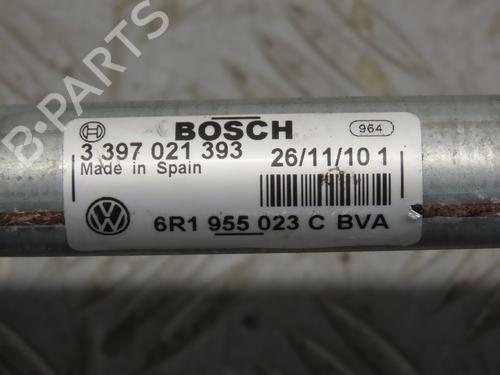 B-PARTS
BOSCH
964
3 397 021 393
26/11/10 1
Made in Spain
6R1 955 023 C BVA